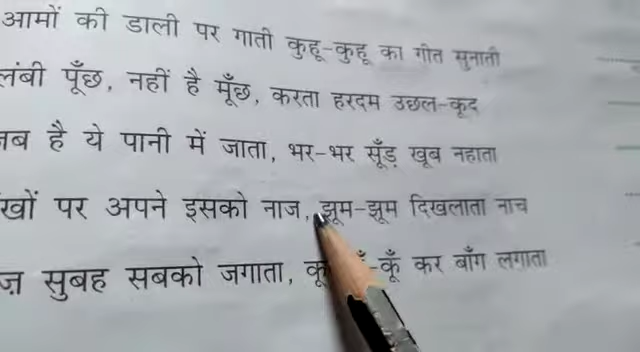 आमों की डाली पर गाती कुहू-कुहू का गीत सुनाती
लंबी पूँछ, नहीं है मूँछ, करता हरदम उछल-कूद
है ये पानी में जाता, भर-भर सूँड़ खूब नहाता
पर अपने इसको नाज, झूम-झूम दिखलाता नाच
सुबह सबको जगाता, कूँ कर बाँग लगाता